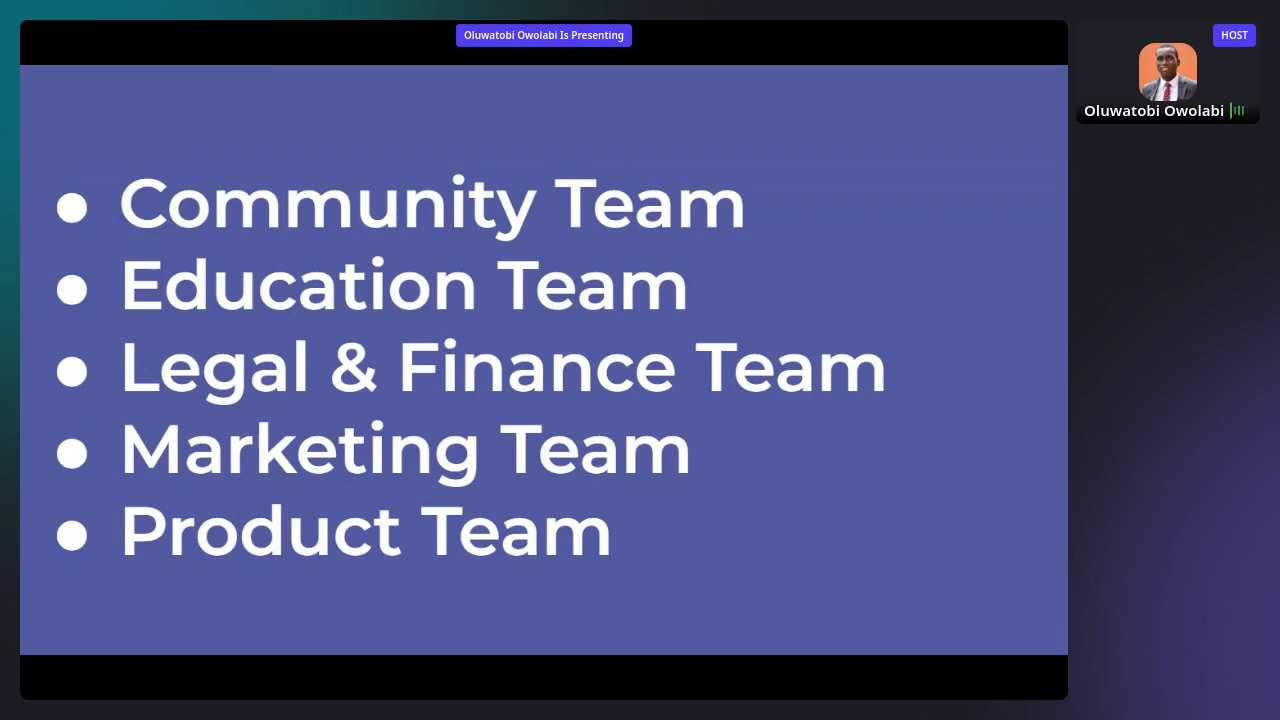 Oluwatobi Owolabi Is Presenting
HOST
Oluwatobi Owolabi
● Community Team
● Education Team
● Legal & Finance Team
● Marketing Team
● Product Team